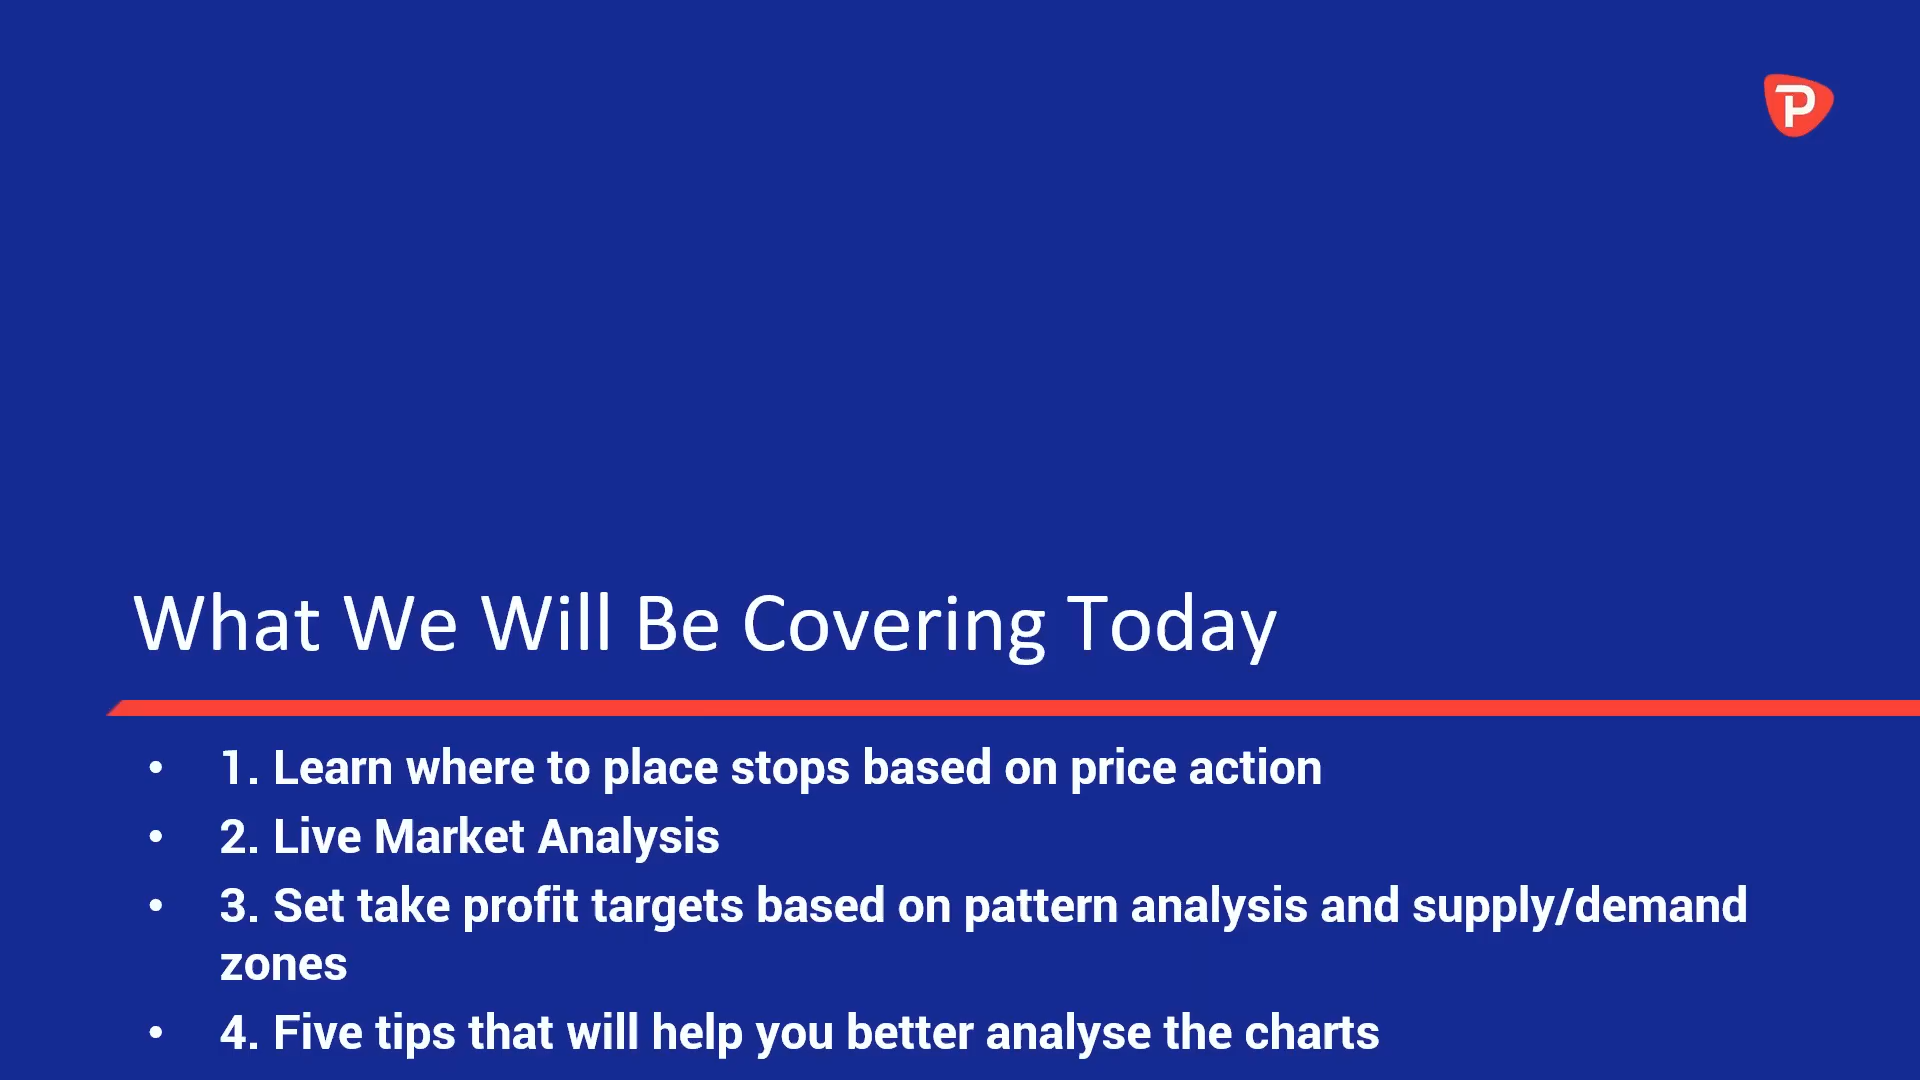 P
What We Will Be Covering Today
• 1. Learn where to place stops based on price action
• 2. Live Market Analysis
• 3. Set take profit targets based on pattern analysis and supply/demand
zones
• 4. Five tips that will help you better analyse the charts